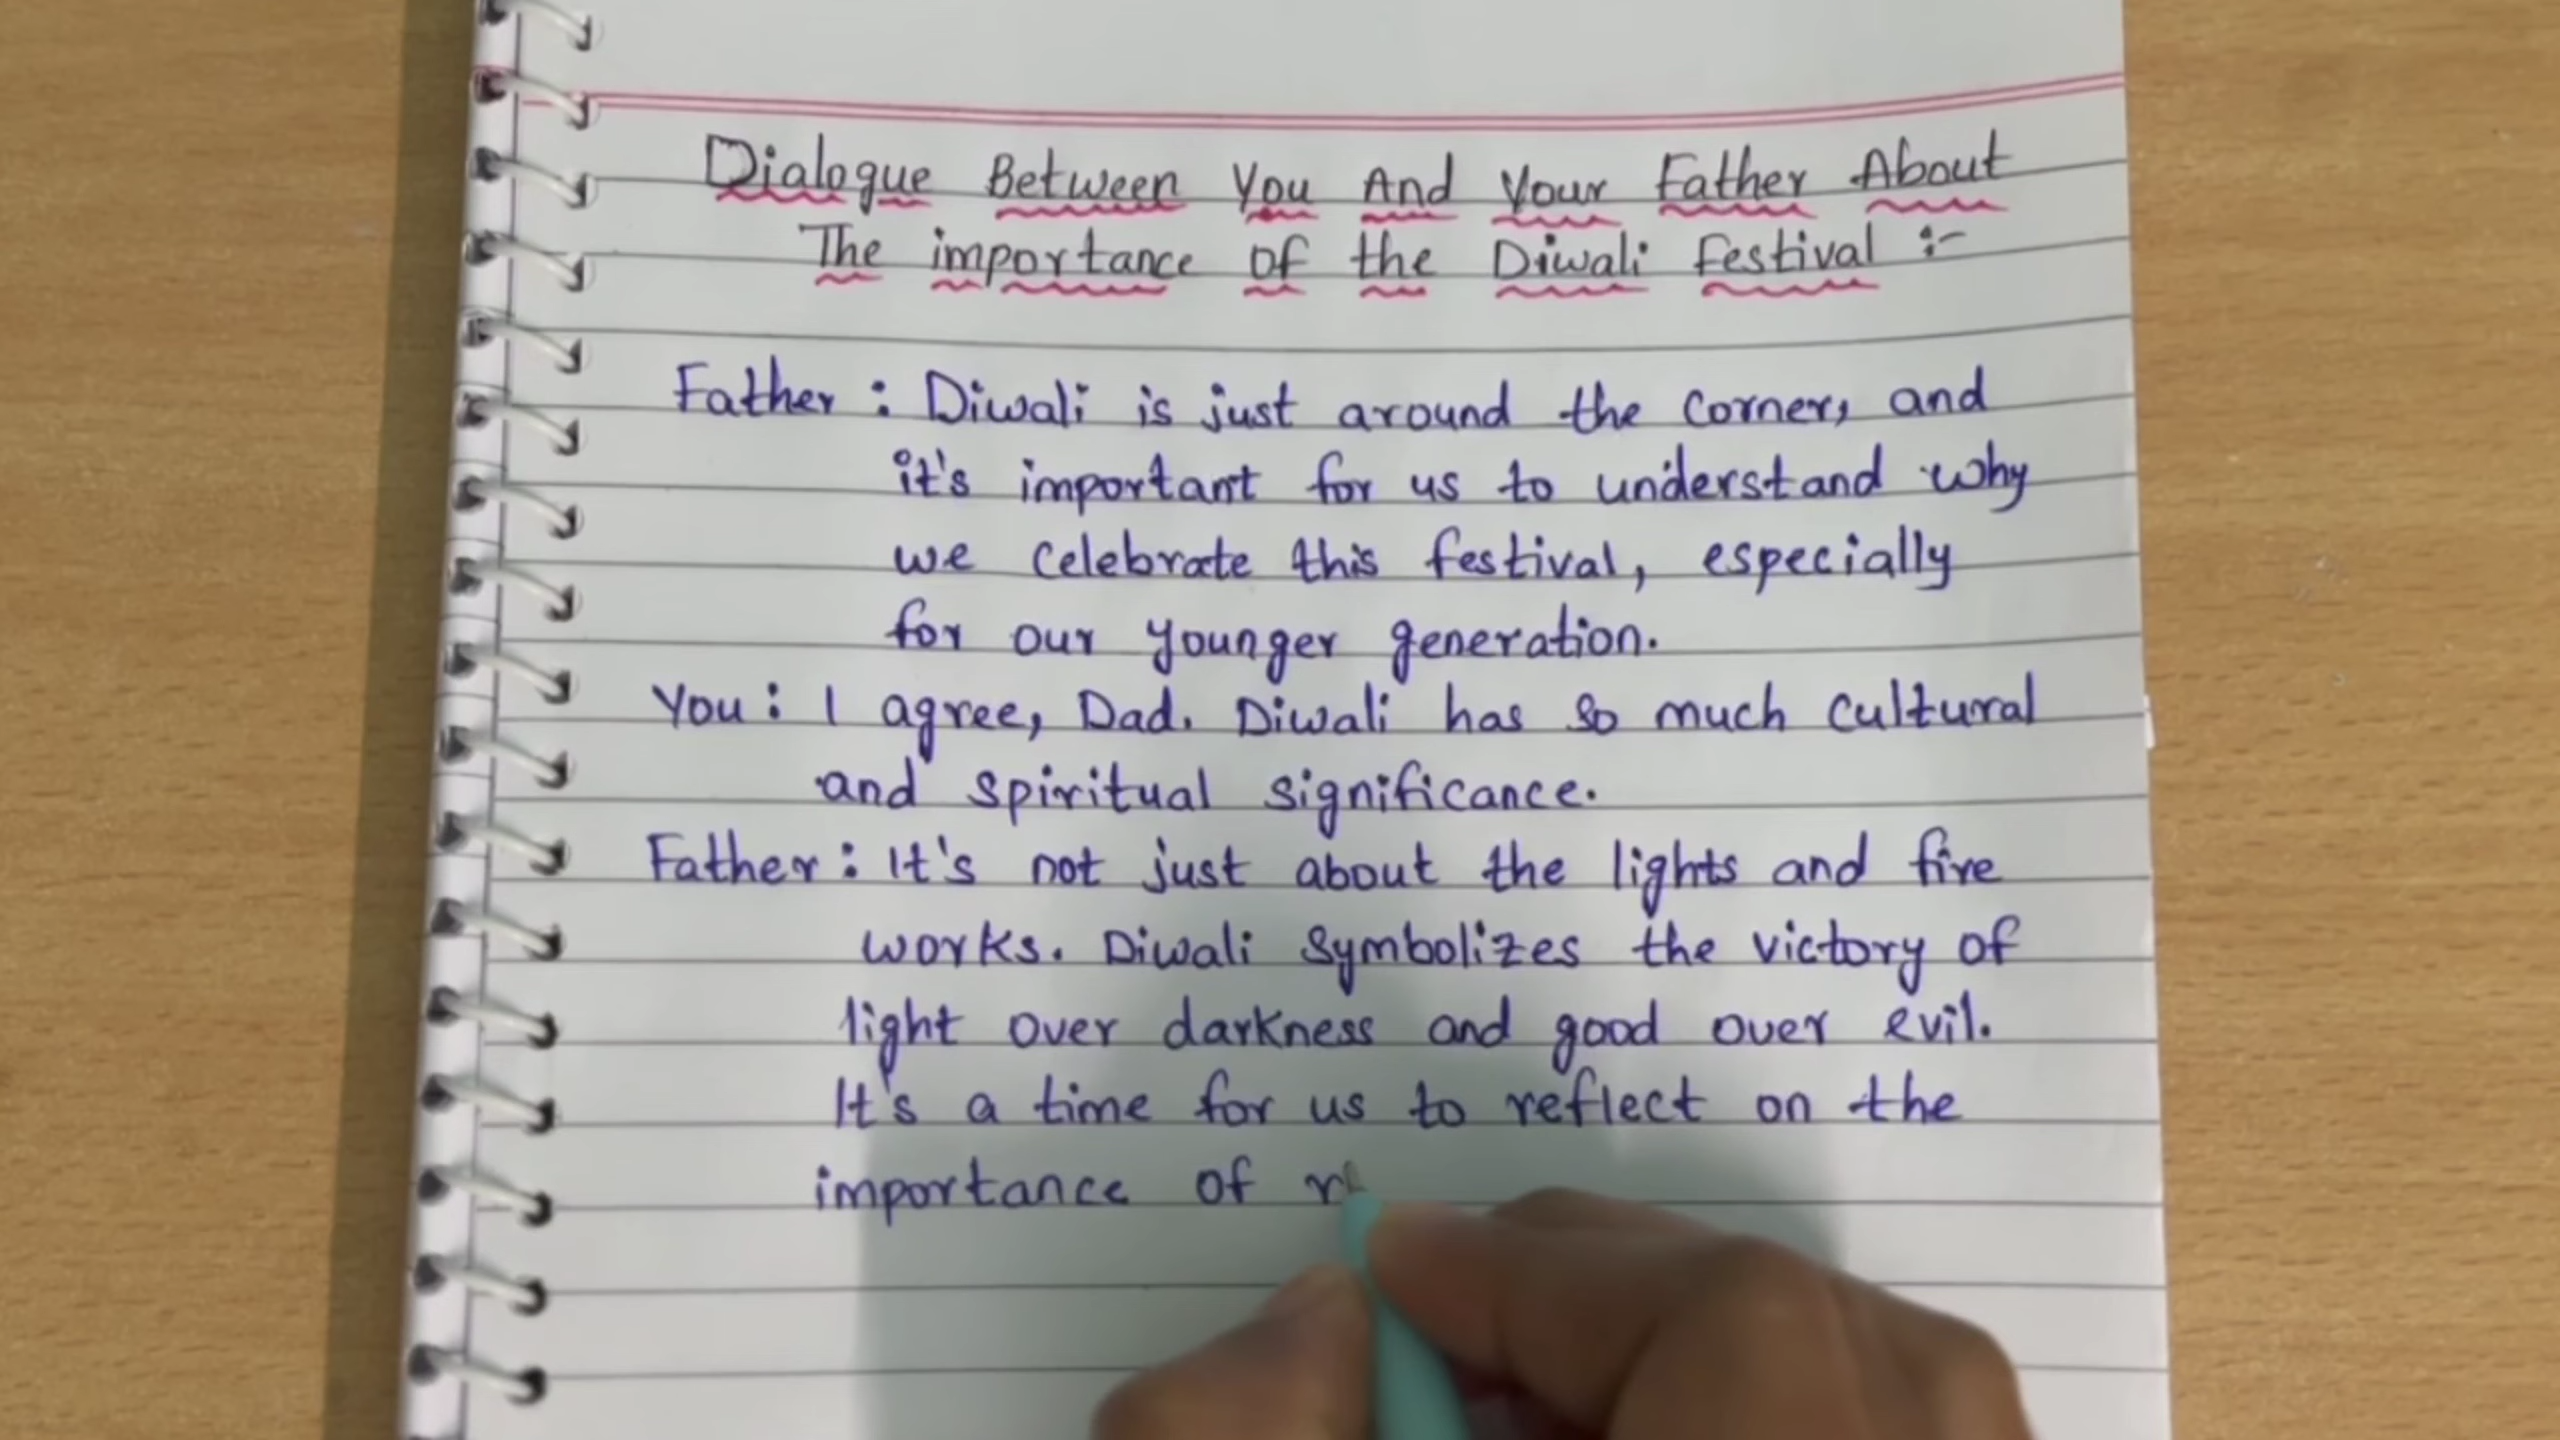 Dialogue Between You And Your Father About
The importance of the Diwali Festival :-
Father : Diwali is just around the corner, and
it's important for us to understand why
we celebrate this festival, especially
for our younger generation.
You : I agree, Dad. Diwali has so much cultural
and spiritual significance.
Father : It's not just about the lights and fire
works. Diwali symbolizes the victory of
light over darkness and good over evil.
It's a time for us to reflect on the
importance of